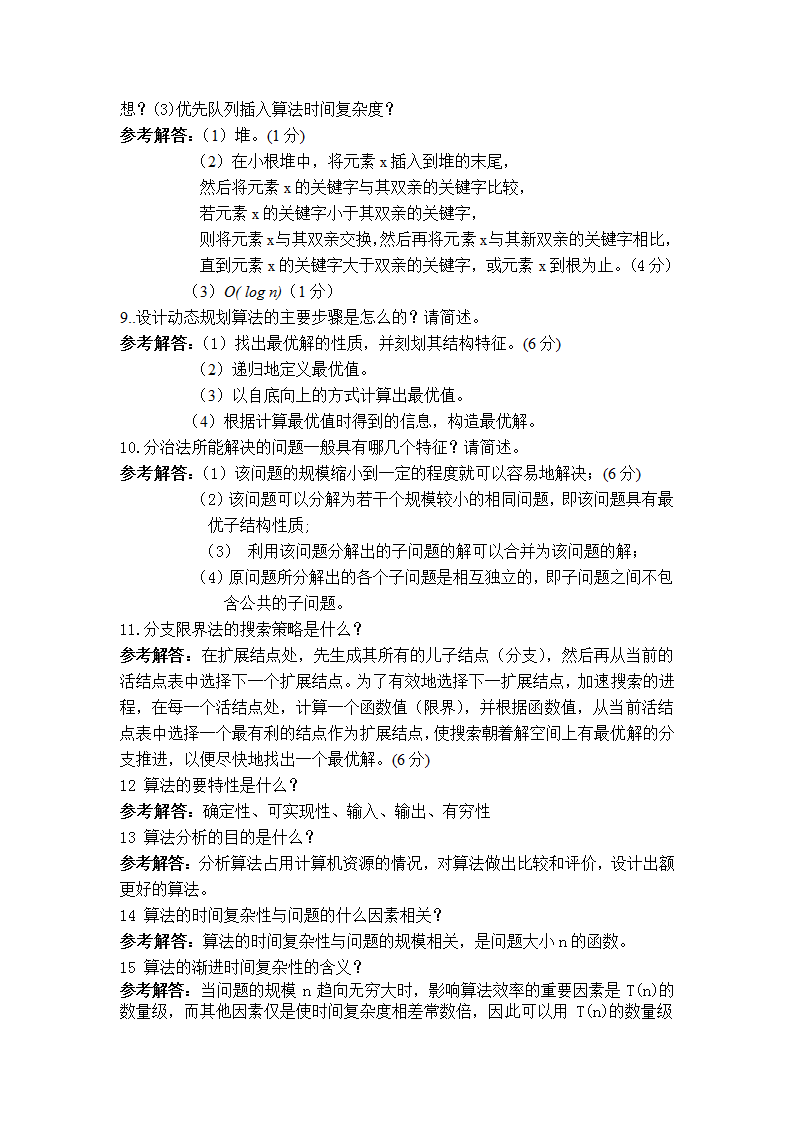 想？(3)优先队列插入算法时间复杂度？
参考解答：（1）堆。(1分)
（2）在小根堆中，将元素x插入到堆的末尾，
然后将元素x的关键字与其双亲的关键字比较，
若元素x的关键字小于其双亲的关键字，
则将元素x与其双亲交换，然后再将元素x与其新双亲的关键字相比，
直到元素x的关键字大于双亲的关键字，或元素x到根为止。（4分）
（3）O( log n)（1分）
9..设计动态规划算法的主要步骤是怎么的？请简述。
参考解答：（1）找出最优解的性质，并刻划其结构特征。(6分)
（2）递归地定义最优值。
（3）以自底向上的方式计算出最优值。
（4）根据计算最优值时得到的信息，构造最优解。
10.分治法所能解决的问题一般具有哪几个特征？请简述。
参考解答：（1）该问题的规模缩小到一定的程度就可以容易地解决；(6分)
（2）该问题可以分解为若干个规模较小的相同问题，即该问题具有最
优子结构性质;
（3） 利用该问题分解出的子问题的解可以合并为该问题的解；
（4）原问题所分解出的各个子问题是相互独立的，即子问题之间不包
含公共的子问题。
11.分支限界法的搜索策略是什么？
参考解答：在扩展结点处，先生成其所有的儿子结点（分支），然后再从当前的
活结点表中选择下一个扩展结点。为了有效地选择下一扩展结点，加速搜索的进
程，在每一个活结点处，计算一个函数值（限界），并根据函数值，从当前活结
点表中选择一个最有利的结点作为扩展结点，使搜索朝着解空间上有最优解的分
支推进，以便尽快地找出一个最优解。(6分)
12 算法的要特性是什么？
参考解答：确定性、可实现性、输入、输出、有穷性
13 算法分析的目的是什么？
参考解答：分析算法占用计算机资源的情况，对算法做出比较和评价，设计出额
更好的算法。
14 算法的时间复杂性与问题的什么因素相关？
参考解答：算法的时间复杂性与问题的规模相关，是问题大小n的函数。
15 算法的渐进时间复杂性的含义？
参考解答：当问题的规模 n 趋向无穷大时，影响算法效率的重要因素是 T(n)的
数量级，而其他因素仅是使时间复杂度相差常数倍，因此可以用 T(n)的数量级